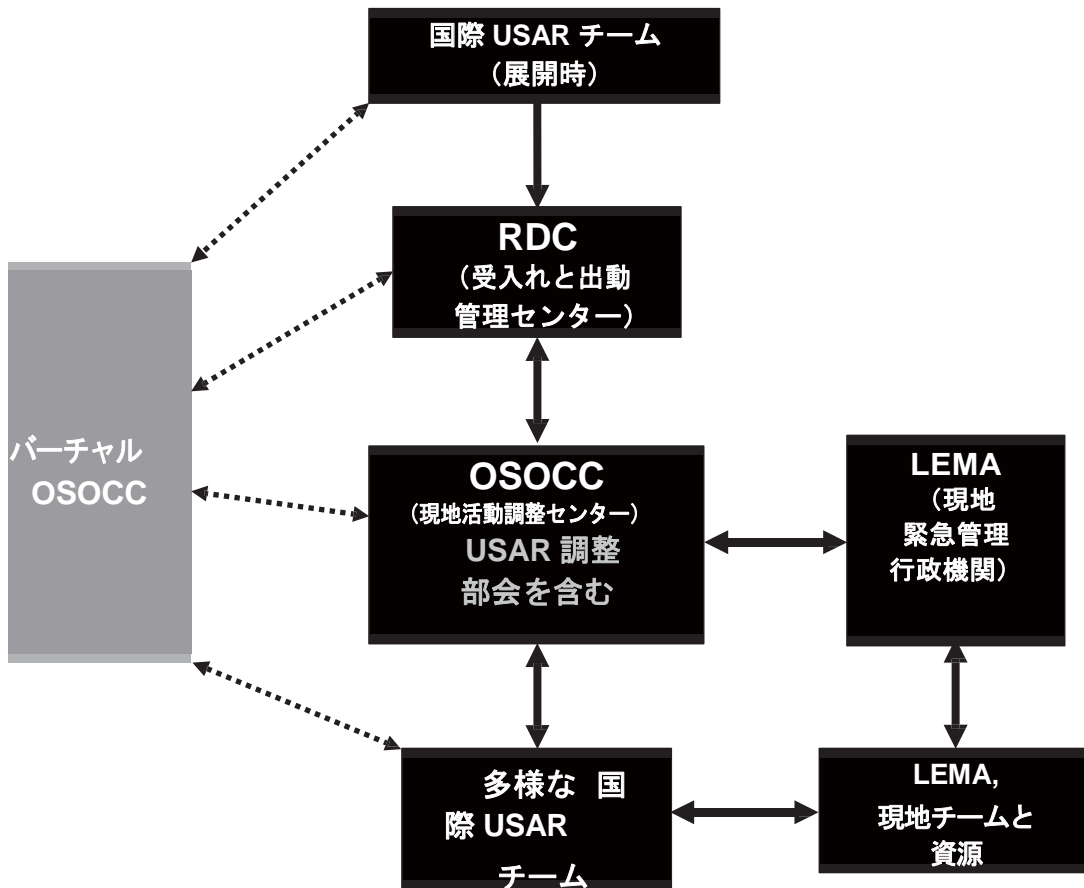 国際 USAR チーム
（展開時）
RDC
（受入れと出動
管理センター）
バーチャル
OSOCC
OSOCC
（現地活動調整センター）
USAR 調整
部会を含む
LEMA
（現地
緊急管理
行政機関）
多様な 国
際 USAR
チーム
LEMA,
現地チームと
資源